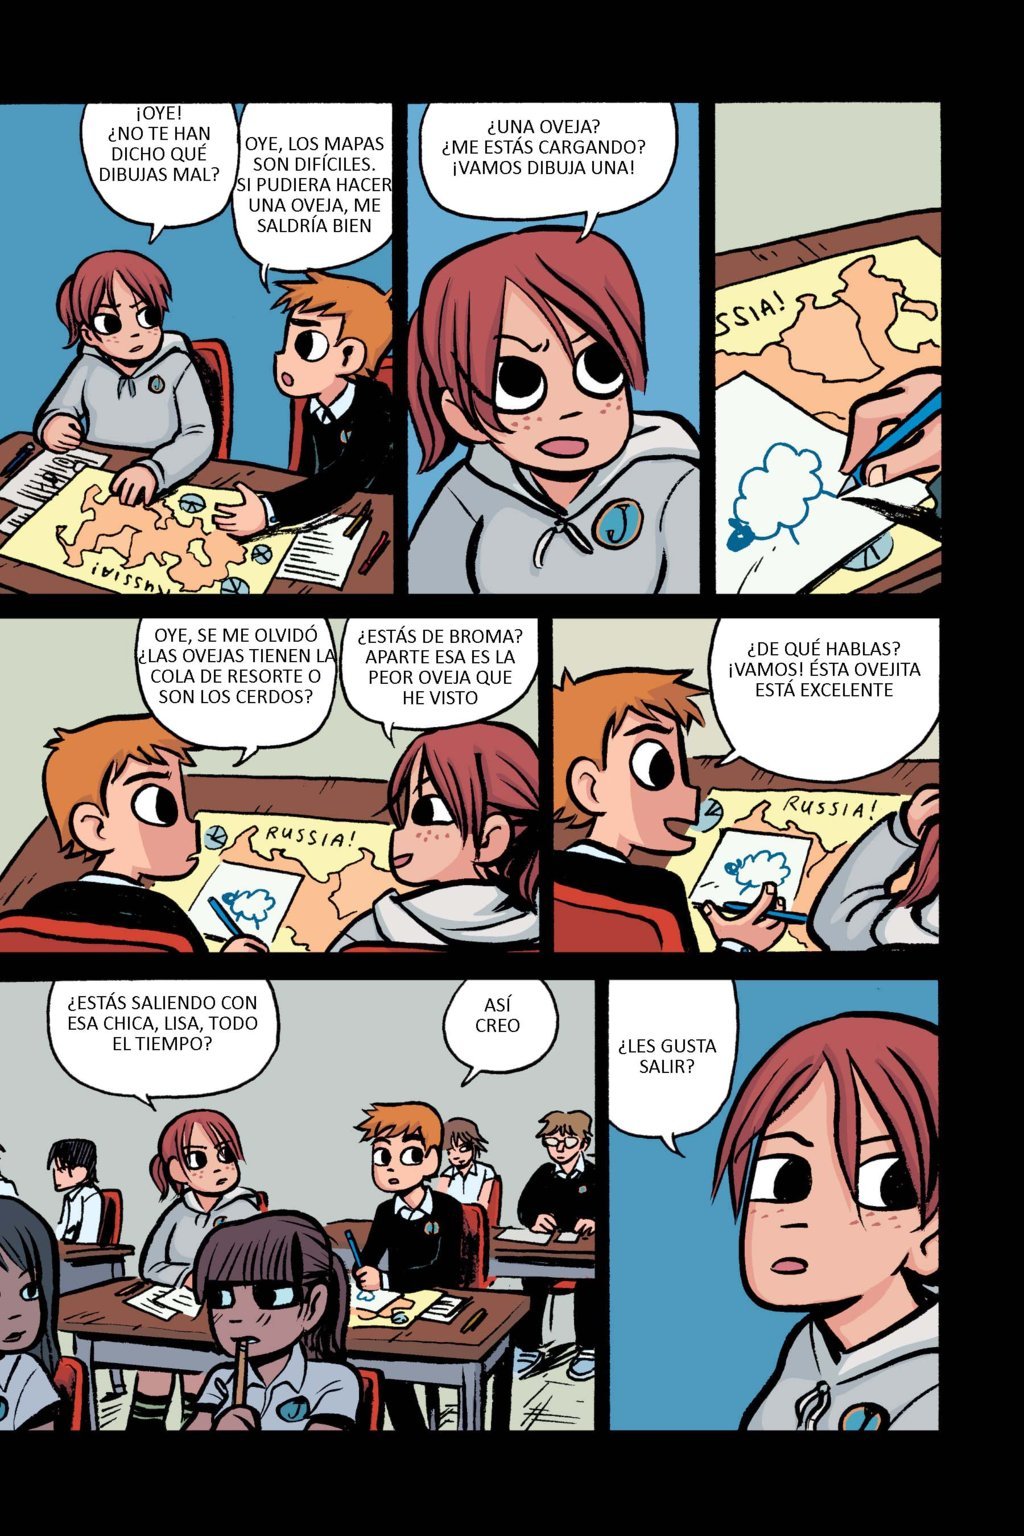 ¡OYE!
¿NO TE HAN
DICHO QUÉ
DIBUJAS MAL?
OYE, LOS MAPAS
SON DIFÍCILES.
SI PUDIERA HACER
UNA OVEJA, ME
SALDRÍA BIEN
RUSSIA!
¿UNA OVEJA?
¿ME ESTÁS CARGANDO?
¡VAMOS DIBUJA UNA!
J
SSIA!
OYE, SE ME OLVIDÓ
¿LAS OVEJAS TIENEN LA
COLA DE RESORTE O
SON LOS CERDOS?
¿ESTÁS DE BROMA?
APARTE ESA ES LA
PEOR OVEJA QUE
HE VISTO
RUSSIA!
¿DE QUÉ HABLAS?
¡VAMOS! ÉSTA OVEJITA
ESTÁ EXCELENTE
RUSSIA!
¿ESTÁS SALIENDO CON
ESA CHICA, LISA, TODO
EL TIEMPO?
ASÍ
CREO
J
¿LES GUSTA
SALIR?
J